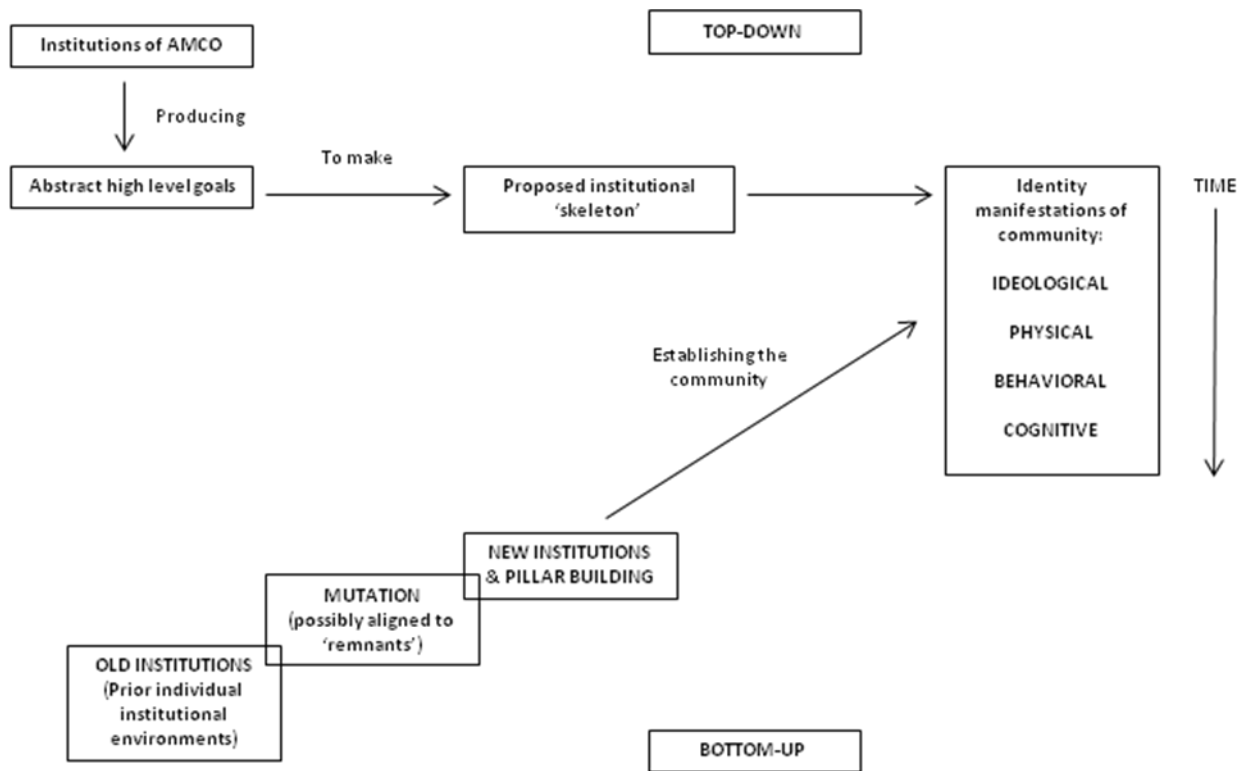 Institutions of AMCO
TOP-DOWN
Producing
Abstract high level goals
To make
Proposed institutional
‘skeleton’
Identity
manifestations of
community:
IDEOLOGICAL
PHYSICAL
BEHAVIORAL
COGNITIVE
TIME
Establishing the
community
NEW INSTITUTIONS
& PILLAR BUILDING
MUTATION
(possibly aligned to
‘remnants’)
OLD INSTITUTIONS
(Prior individual
institutional
environments)
BOTTOM-UP